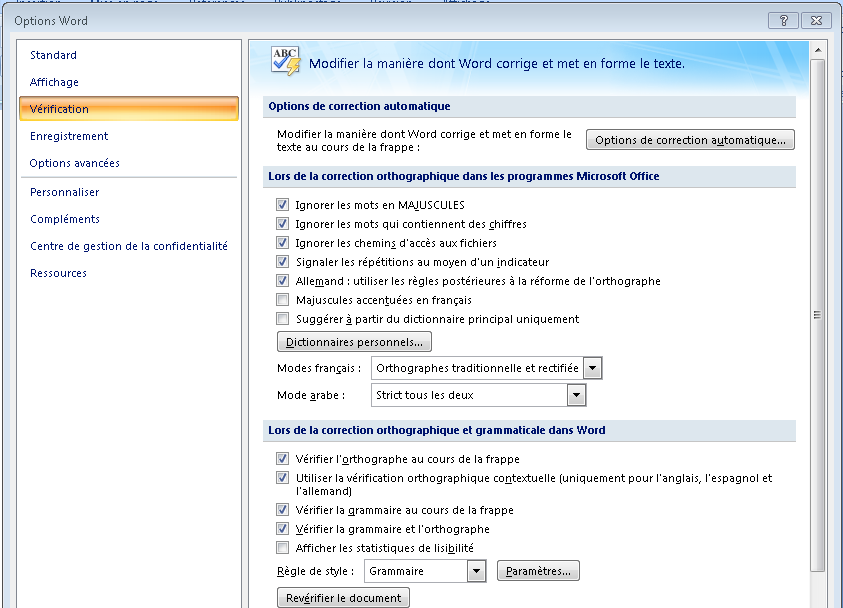 Options Word
Standard
Affichage
Vérification
Enregistrement
Options avancées
Personnaliser
Compléments
Centre de gestion de la confidentialité
Ressources
ABC
Modifier la manière dont Word corrige et met en forme le texte.
Options de correction automatique
Modifier la manière dont Word corrige et met en forme le
texte au cours de la frappe :
Options de correction automatique...
Lors de la correction orthographique dans les programmes Microsoft Office
Ignorer les mots en MAJUSCULES
Ignorer les mots qui contiennent des chiffres
Ignorer les chemins d'accès aux fichiers
Signaler les répétitions au moyen d'un indicateur
Allemand : utiliser les règles postérieures à la réforme de l'orthographe
Majuscules accentuées en français
Suggérer à partir du dictionnaire principal uniquement
Dictionnaires personnels...
Modes français : Orthographes traditionnelle et rectifiée
Mode arabe : Strict tous les deux
Lors de la correction orthographique et grammaticale dans Word
Vérifier l'orthographe au cours de la frappe
Utiliser la vérification orthographique contextuelle (uniquement pour l'anglais, l'espagnol et
l'allemand)
Vérifier la grammaire au cours de la frappe
Vérifier la grammaire et l'orthographe
Afficher les statistiques de lisibilité
Règle de style : Grammaire Paramètres...
Revérifier le document